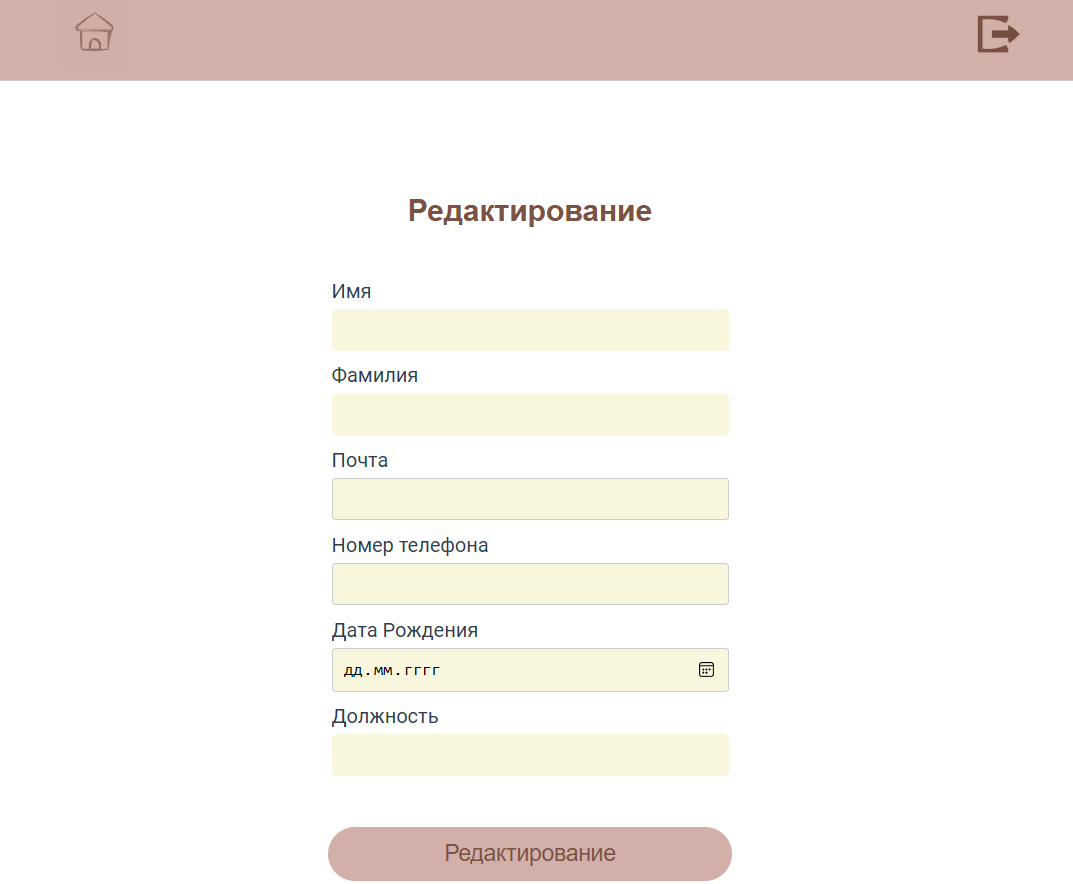 Редактирование
Имя
Фамилия
Почта
Номер телефона
Дата Рождения
дд.мм.гггг
Должность
Редактирование